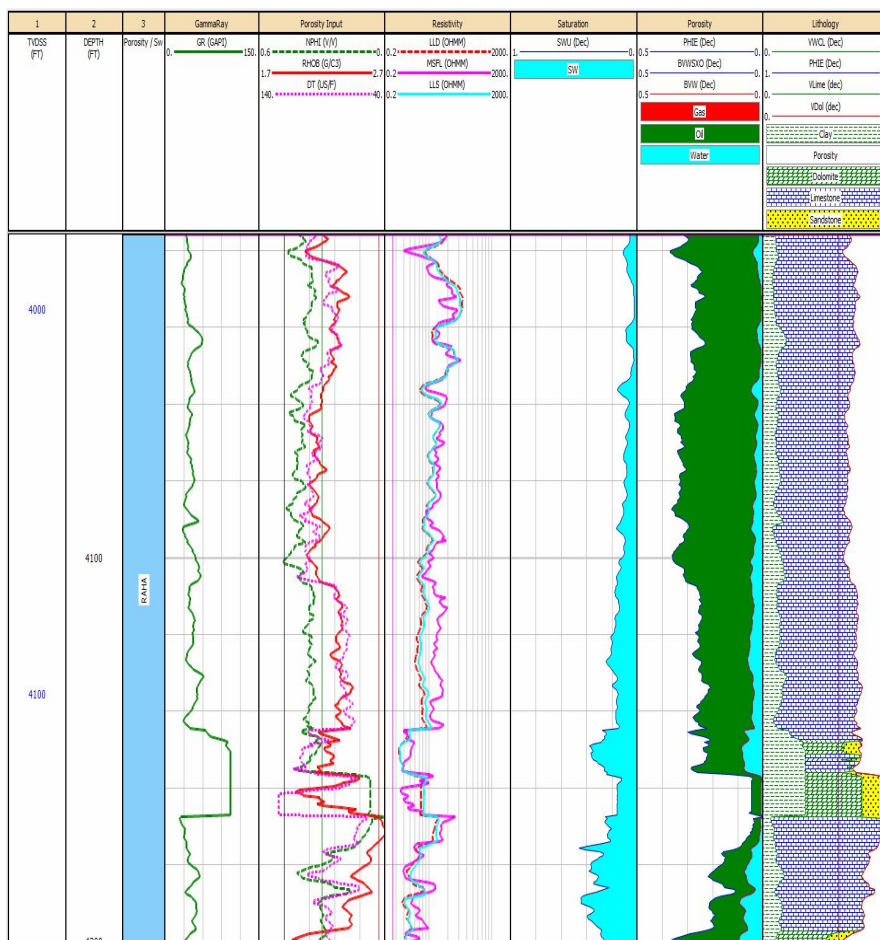 1 2 3 GammaRay Porosity Input Resistivity Saturation Porosity Lithology
TVDSS (FT)
DEPTH (FT)
Porosity / Sw
GR (GAPI)
0. 150.
NPHI (V/V)
0.6 0.
RHOB (G/C3)
1.7 2.7
DT (US/F)
140. 40.
LLD (OHMM)
0.2 2000.
MSFL (OHMM)
0.2 2000.
LLS (OHMM)
0.2 2000.
SWU (Dec)
1. 0.
SW
PHIE (Dec)
0.5 0.
BVWSXO (Dec)
0.5 0.
BVW (Dec)
0.5 0.
Gas
Oil
Water
VWCL (Dec)
0.
PHIE (Dec)
1.
VLime (Dec)
0.
VDol (dec)
0.
Clay
Porosity
Dolomite
Limestone
Sandstone
4000
4100
RAHA
4100